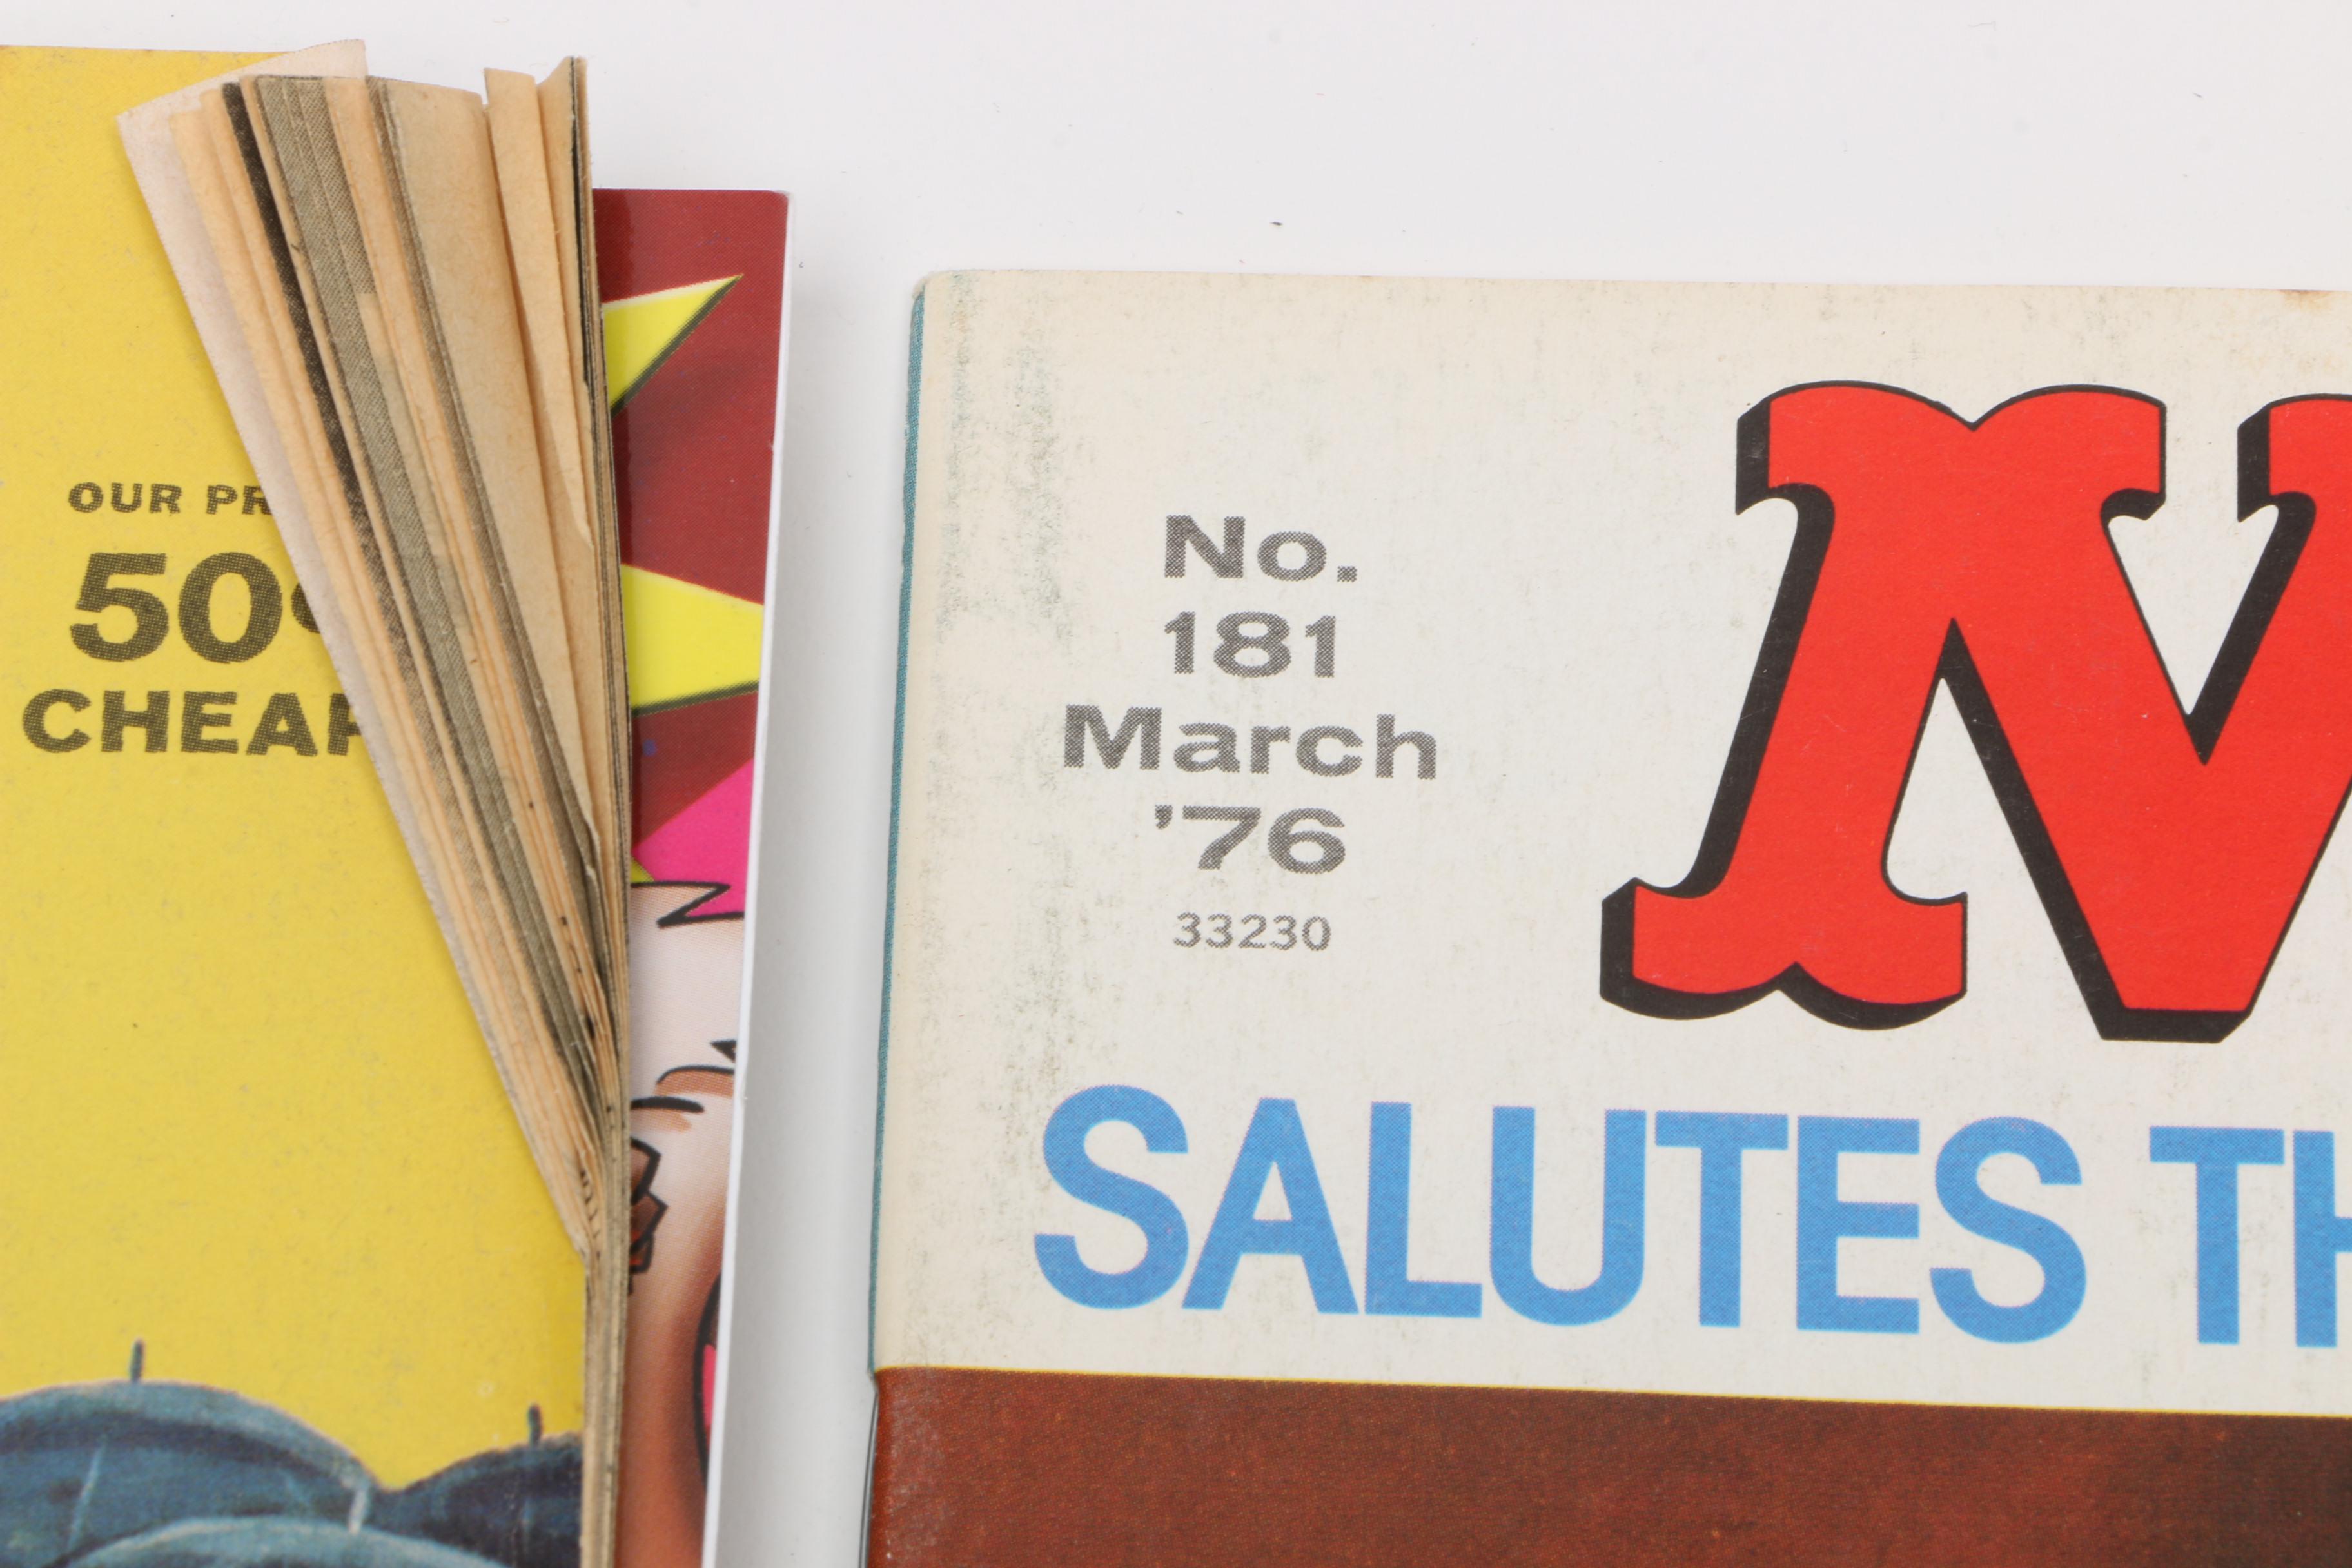 OUR PR
50¢
CHEAP
No.
181
March
'76
33230
M
SALUTES TH